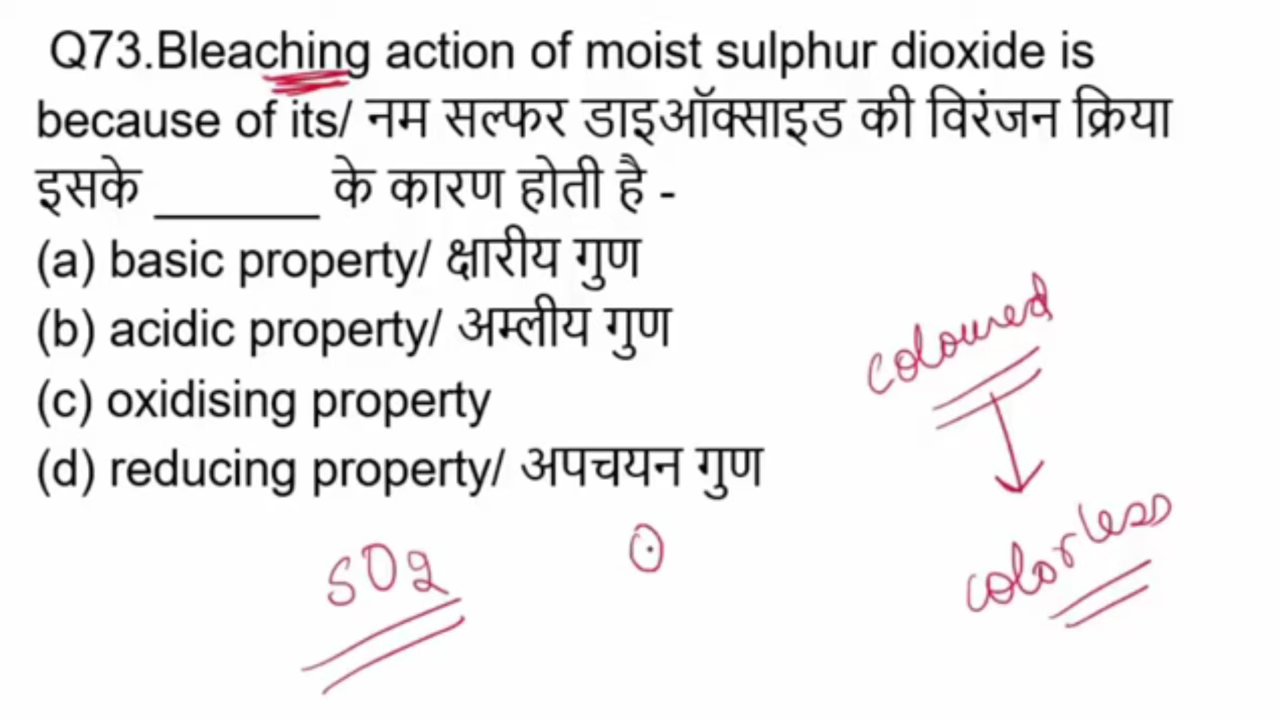 Q73.Bleaching action of moist sulphur dioxide is
because of its/ नम सल्फर डाइऑक्साइड की विरंजन क्रिया
इसके ______ के कारण होती है -
(a) basic property/ क्षारीय गुण
(b) acidic property/ अम्लीय गुण
(c) oxidising property
(d) reducing property/ अपचयन गुण
coloured
colorless
SO2